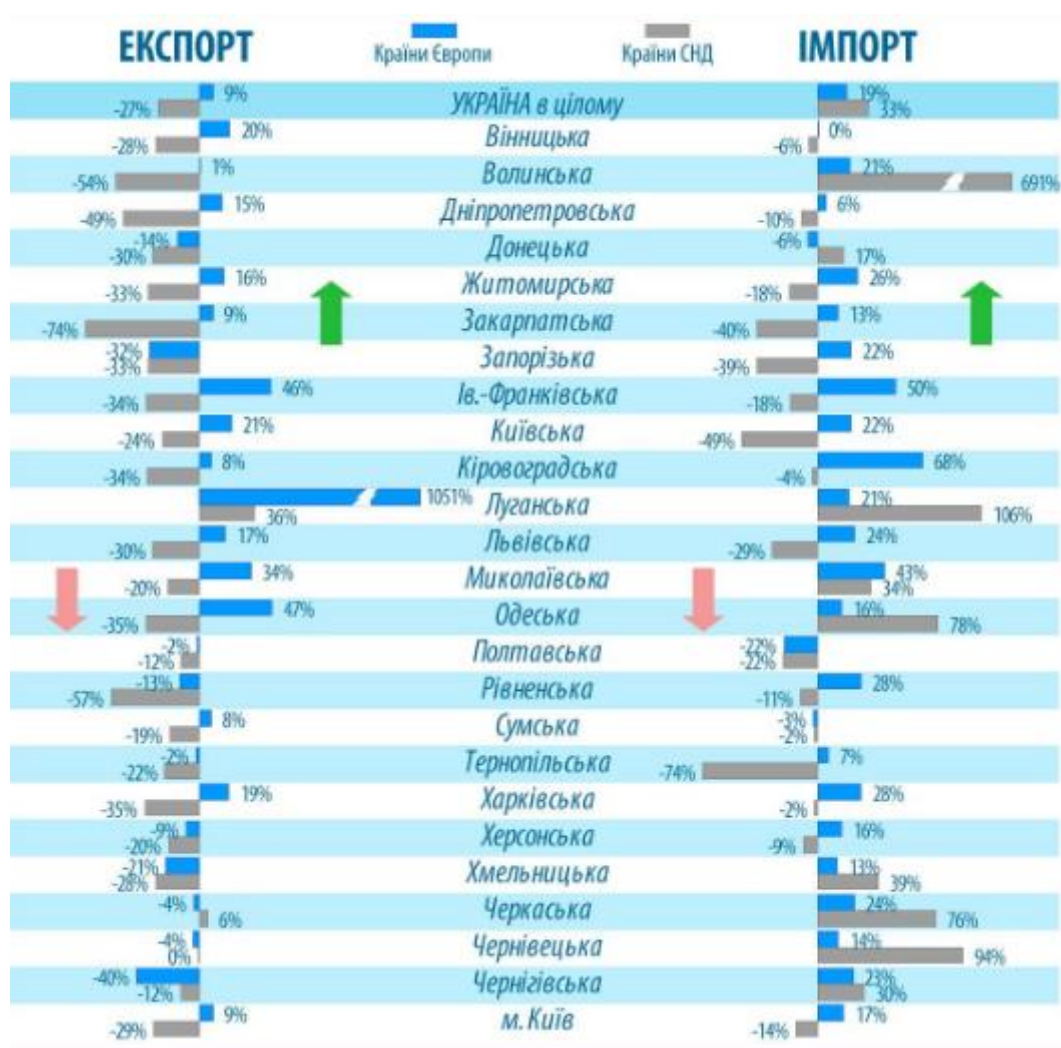 ЕКСПОРТ
Країни Європи
Країни СНД
ІМПОРТ
9% -27% УКРАЇНА в цілому 19% 33%
20% -28% Вінницька 0% -6%
1% -54% Волинська 21% 691%
15% -49% Дніпропетровська 6% -10%
-14% -30% Донецька -6% 17%
16% -33% Житомирська 26% -18%
9% -74% Закарпатська 13% -40%
-32% -33% Запорізька 22% -39%
46% -34% Ів.-Франківська 50% -18%
21% -24% Київська 22% -49%
8% -34% Кіровоградська 68% -4%
1051% 36% Луганська 21% 106%
17% -30% Львівська 24% -29%
34% -20% Миколаївська 43% 34%
47% -35% Одеська 16% 78%
-2% -12% Полтавська -22% -22%
-13% -57% Рівненська 28% -11%
8% -19% Сумська -3% -2%
-2% -22% Тернопільська 7% -74%
19% -35% Харківська 28% -2%
-9% -20% Херсонська 16% -9%
-21% -28% Хмельницька 13% 39%
-4% 6% Черкаська 24% 76%
-4% 0% Чернівецька 14% 94%
-40% -12% Чернігівська 23% 30%
9% -29% м. Київ 17% -14%